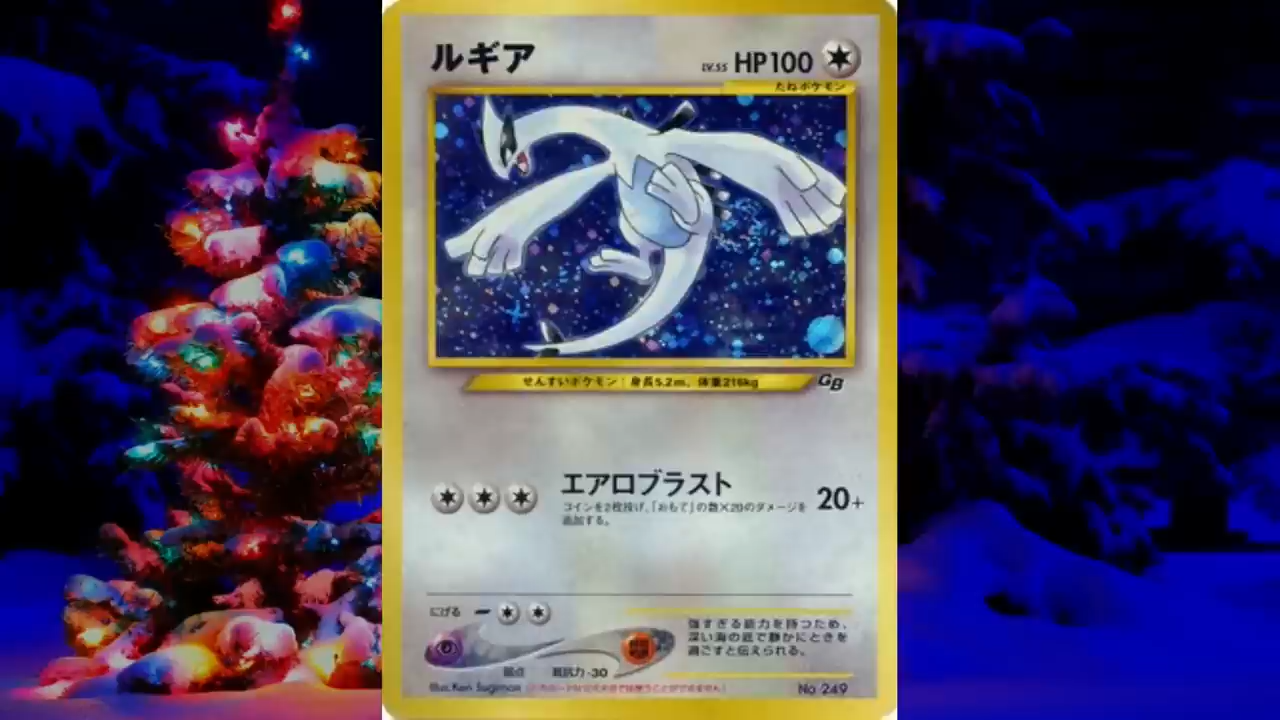 ルギア
LV.55 HP100
たねポケモン
せんすいポケモン：身長5.2m、体重216kg
GB
エアロブラスト 20+
コインを2枚投げ、「おもて」の数×20のダメージを
追加する。
にげる
強すぎる能力を持つため、
深い海の底で静かにときを
過ごすと伝えられる。
弱点 抵抗力 -30
Illus. Ken Sugimori
No 249